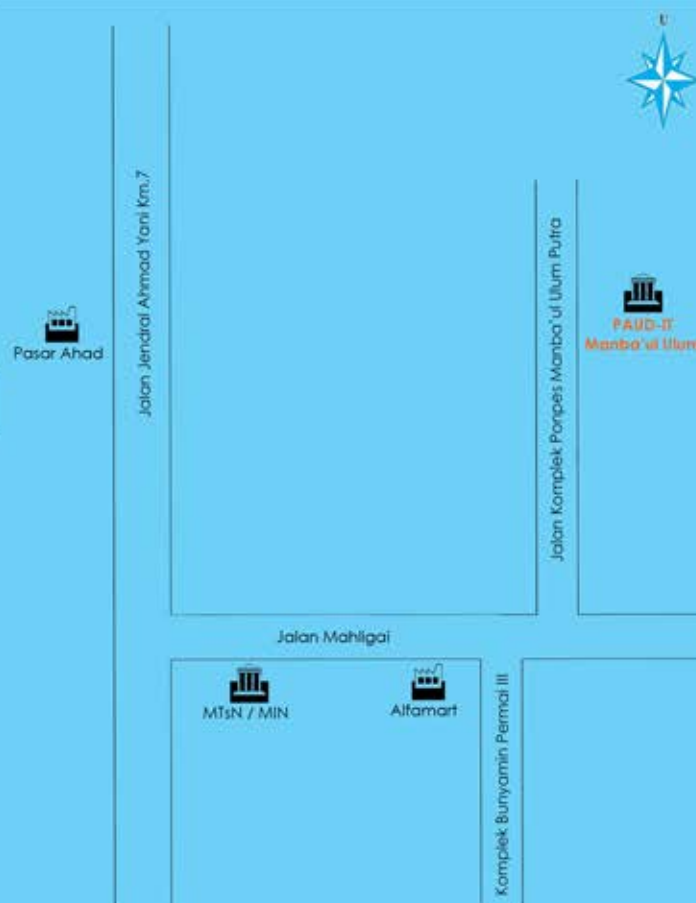 U
Jalan Jendral Ahmad Yani Km.7
Jalan Komplek Ponpes Manba'ul Ulum Putra
Pasar Ahad
PAUD-IT
Manba'ul Ulum
Jalan Mahligai
MTsN / MIN
Alfamart
Komplek Bunyamin Permai III